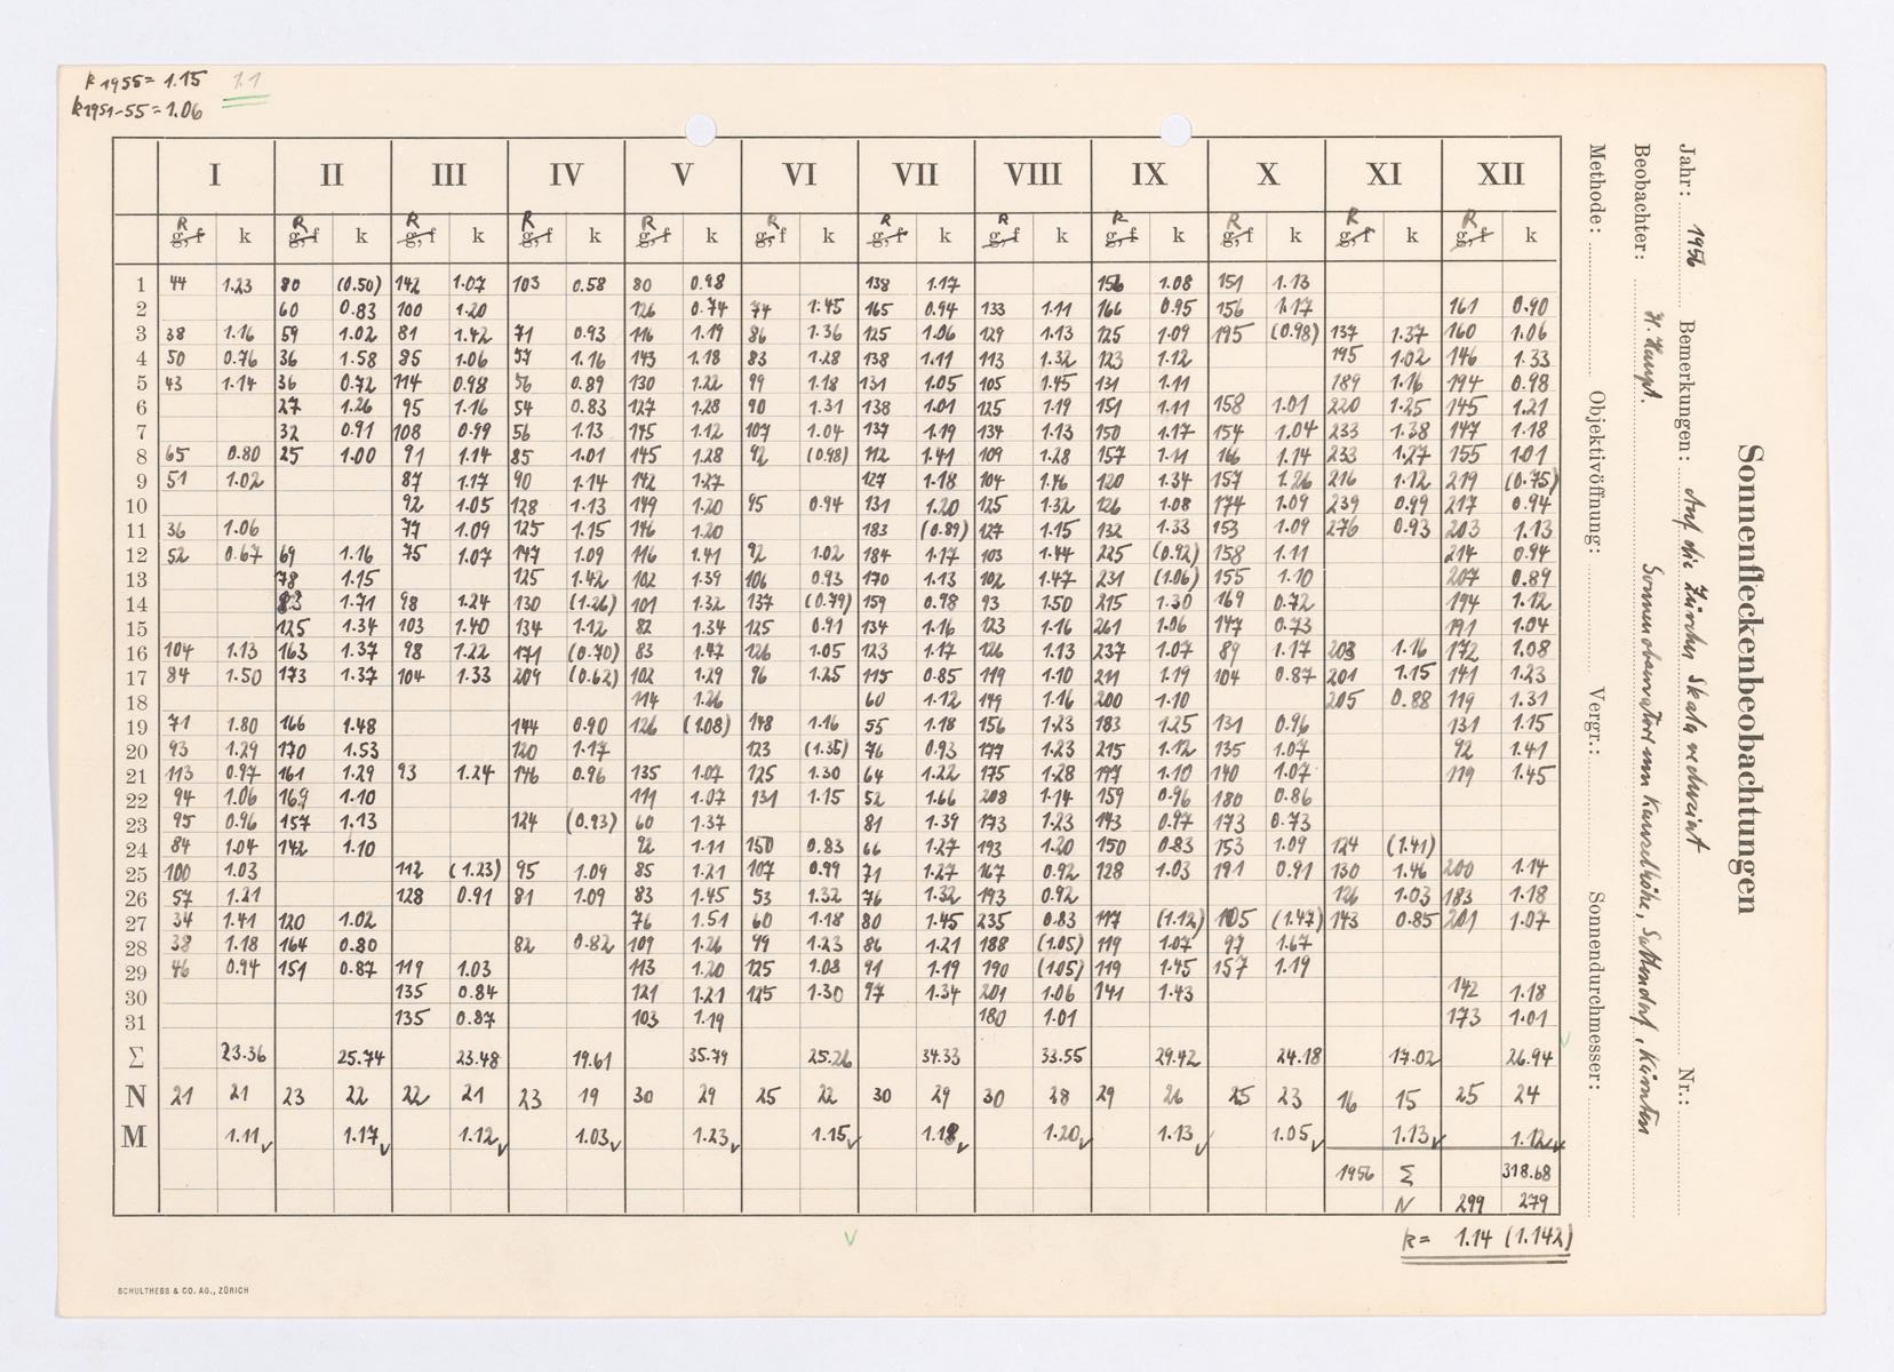 k1955= 1.15 1.1
k1951-55=1.06
I II III IV V VI VII VIII IX X XI XII
R R R R R R R R R R R R
g, f k g, f k g, f k g, f k g, f k g, f k g, f k g, f k g, f k g, f k g, f k g, f k
1 44 1.23 80 (0.50) 142 1.07 103 0.58 80 0.98 138 1.17 156 1.08 151 1.13
2 60 0.83 100 1.20 126 0.74 74 1.45 165 0.94 133 1.11 166 0.95 156 1.17 161 0.90
3 38 1.16 59 1.02 81 1.42 71 0.93 116 1.19 86 1.36 125 1.06 129 1.13 125 1.09 195 (0.98) 137 1.37 160 1.06
4 50 0.76 36 1.58 85 1.06 57 1.16 143 1.18 83 1.28 138 1.11 113 1.32 123 1.12 195 1.02 146 1.33
5 43 1.14 36 0.72 114 0.98 56 0.89 130 1.22 99 1.18 131 1.05 105 1.45 131 1.11 189 1.16 194 0.98
6 27 1.26 95 1.16 54 0.83 127 1.28 90 1.31 138 1.01 125 1.19 151 1.11 158 1.01 220 1.25 145 1.21
7 32 0.91 108 0.99 56 1.13 145 1.12 107 1.04 137 1.19 134 1.13 150 1.17 154 1.04 233 1.38 147 1.18
8 65 0.80 25 1.00 91 1.14 85 1.01 145 1.28 92 (0.98) 112 1.41 109 1.28 157 1.11 166 1.14 233 1.27 155 1.01
9 51 1.02 87 1.17 90 1.14 142 1.27 127 1.18 104 1.46 120 1.34 157 1.26 216 1.12 219 (0.75)
10 92 1.05 128 1.13 149 1.20 95 0.94 131 1.20 125 1.32 126 1.08 174 1.09 239 0.99 217 0.94
11 36 1.06 77 1.09 125 1.15 146 1.20 183 (0.89) 127 1.15 132 1.33 153 1.09 276 0.93 203 1.13
12 52 0.67 69 1.16 75 1.07 147 1.09 116 1.41 92 1.02 184 1.17 103 1.44 225 (0.92) 158 1.11 214 0.94
13 78 1.15 125 1.42 102 1.39 106 0.93 170 1.13 102 1.47 231 (1.06) 155 1.10 207 0.89
14 83 1.71 98 1.24 130 (1.26) 101 1.32 137 (0.79) 159 0.98 93 1.50 215 1.30 169 0.72 194 1.12
15 125 1.34 103 1.40 134 1.12 82 1.34 125 0.91 134 1.16 123 1.16 261 1.06 147 0.73 191 1.04
16 104 1.13 163 1.37 98 1.22 171 (0.70) 83 1.47 126 1.05 123 1.17 126 1.13 237 1.07 89 1.17 203 1.16 172 1.08
17 84 1.50 173 1.37 104 1.33 209 (0.62) 102 1.29 96 1.25 115 0.85 119 1.10 211 1.19 104 0.87 201 1.15 141 1.23
18 114 1.26 60 1.12 149 1.16 200 1.10 205 0.88 119 1.31
19 71 1.80 166 1.48 144 0.90 126 (1.08) 148 1.16 55 1.18 156 1.23 183 1.25 131 0.96 131 1.15
20 93 1.29 170 1.53 120 1.17 123 (1.35) 76 0.93 177 1.23 215 1.12 135 1.07 92 1.41
21 113 0.97 161 1.29 93 1.24 146 0.96 135 1.07 125 1.30 64 1.22 175 1.28 197 1.10 140 1.07 119 1.45
22 94 1.06 169 1.10 111 1.07 131 1.15 52 1.66 208 1.14 159 0.96 180 0.86
23 95 0.96 157 1.13 124 (0.93) 60 1.37 81 1.39 173 1.23 143 0.97 173 0.73
24 84 1.04 142 1.10 92 1.11 150 0.83 66 1.27 193 1.20 150 0.83 153 1.09 124 (1.41)
25 100 1.03 112 (1.23) 95 1.09 85 1.21 107 0.99 71 1.27 167 0.92 128 1.03 191 0.91 130 1.46 200 1.14
26 57 1.21 128 0.91 81 1.09 83 1.45 53 1.32 76 1.32 193 0.92 126 1.03 183 1.18
27 34 1.41 120 1.02 76 1.51 60 1.18 80 1.45 235 0.83 117 (1.12) 105 (1.47) 143 0.85 201 1.07
28 38 1.18 164 0.80 82 0.82 109 1.26 99 1.23 86 1.21 188 (1.05) 119 1.07 97 1.67
29 46 0.94 151 0.87 119 1.03 113 1.20 125 1.08 91 1.19 190 (1.05) 119 1.45 157 1.19
30 135 0.84 121 1.21 125 1.30 97 1.34 201 1.06 141 1.43 142 1.18
31 135 0.87 103 1.19 180 1.01 173 1.01
Σ 23.36 25.74 23.48 19.61 35.79 25.26 34.33 33.55 29.42 24.18 17.02 26.94
N 21 21 23 22 22 21 23 19 30 29 25 22 30 29 30 28 29 26 25 23 16 15 25 24
M 1.11 1.17 1.12 1.03 1.23 1.15 1.18 1.20 1.13 1.05 1.13 1.12
1956 Σ 318.68
N 299 279
k= 1.14 (1.142)
SCHULTHESS & CO. AG., ZÜRICH
Sonnenfleckenbeobachtungen
Jahr: 1956 Bemerkungen: Auf die Zürcher Skala reduziert Nr.:
Beobachter: H. Haupt. Sonnenobservatorium Kanzelhöhe, Sattendorf, Kärnten
Methode: Objektivöffnung: Vergr.: Sonnendurchmesser: